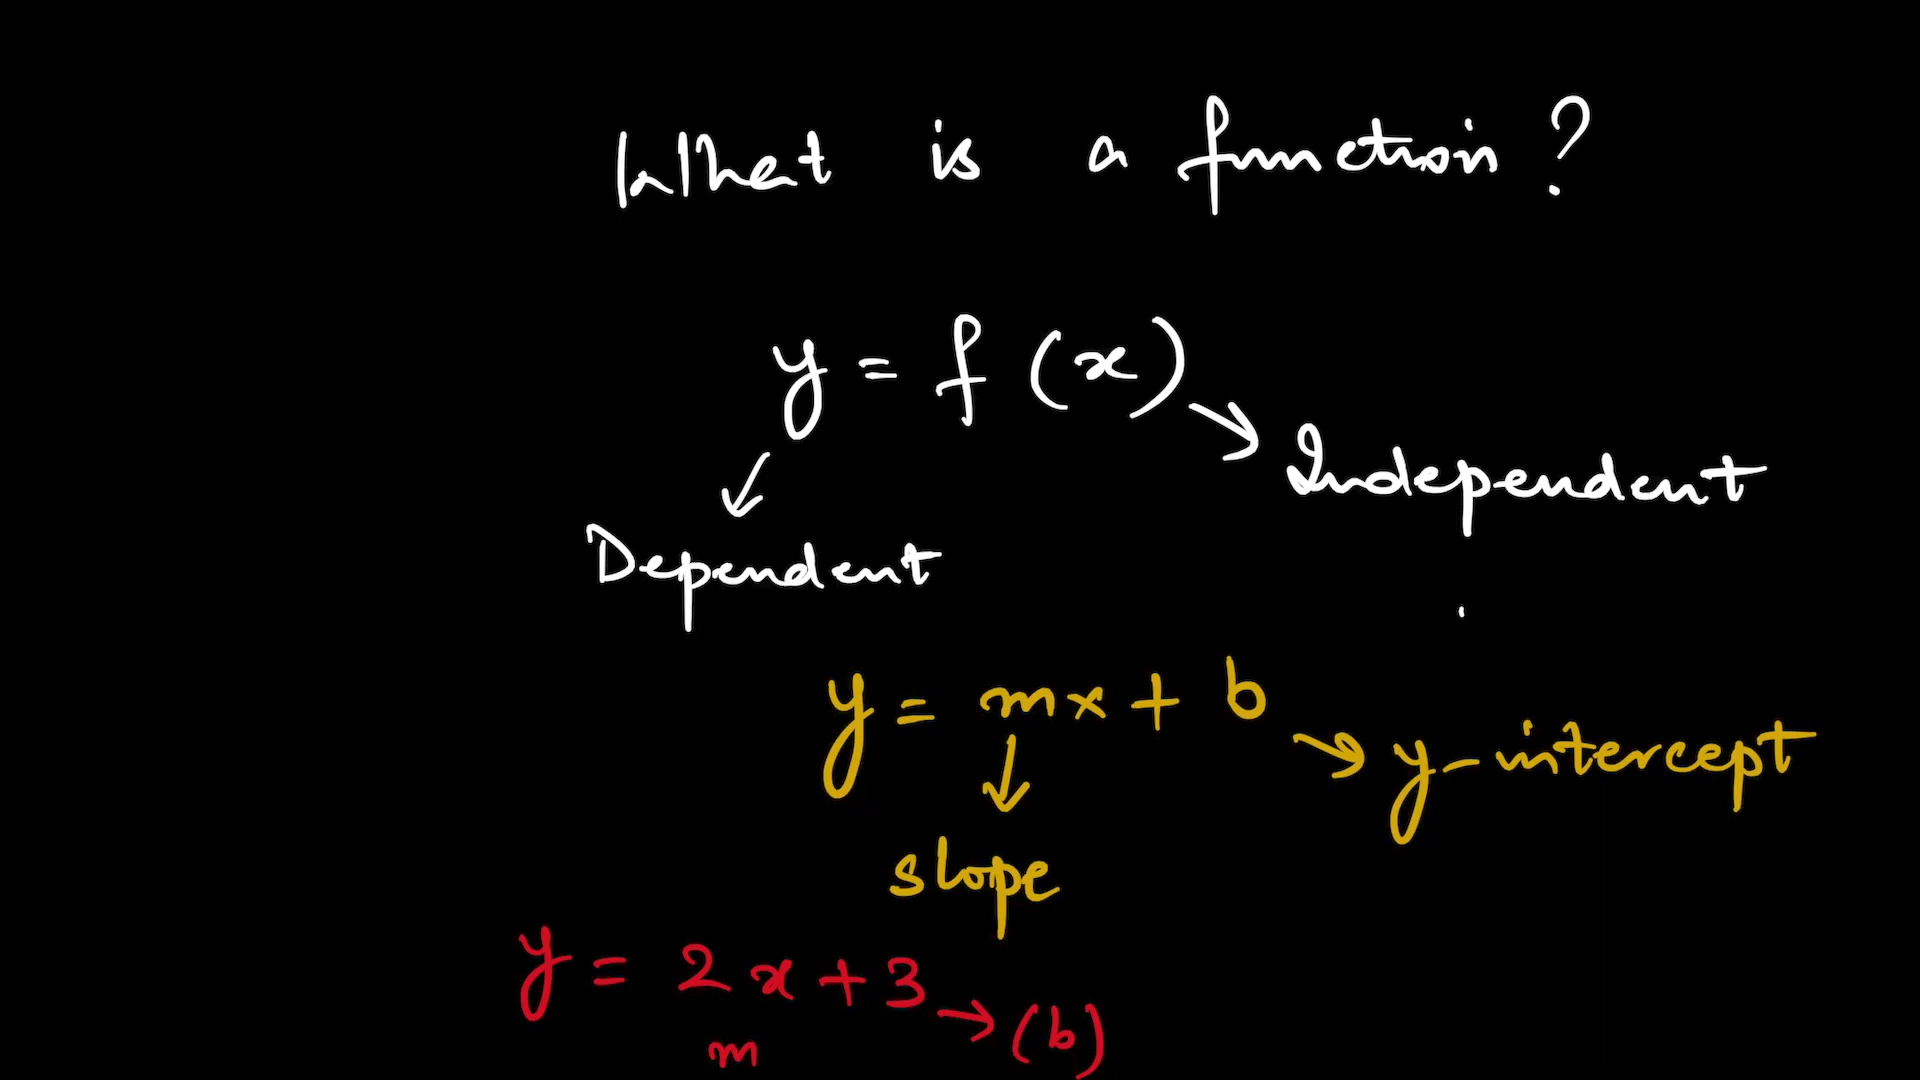 What is a function?
y = f(x)
→ Independent
↙ Dependent
y = mx + b
→ y-intercept
↓ slope
y = 2x + 3 → (b)
m